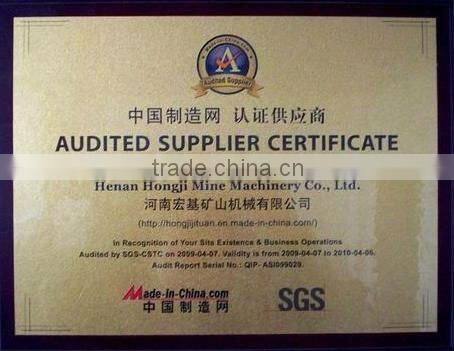 Made-in-China.com
A
Audited Supplier
中国制造网 认证供应商
AUDITED SUPPLIER CERTIFICATE
trade.china.cn
Henan Hongji Mine Machinery Co., Ltd.
河南宏基矿山机械有限公司
(http://hongjijituan.en.made-in-china.com/)
In Recognition of Your Site Existence & Business Operations
Audited by SGS-CSTC on 2009-04-07. Validity is from 2009-04-07 to 2010-04-06.
Audit Report Serial No.: QIP-ASI099029.
Made-in-China.com
中国制造网
SGS